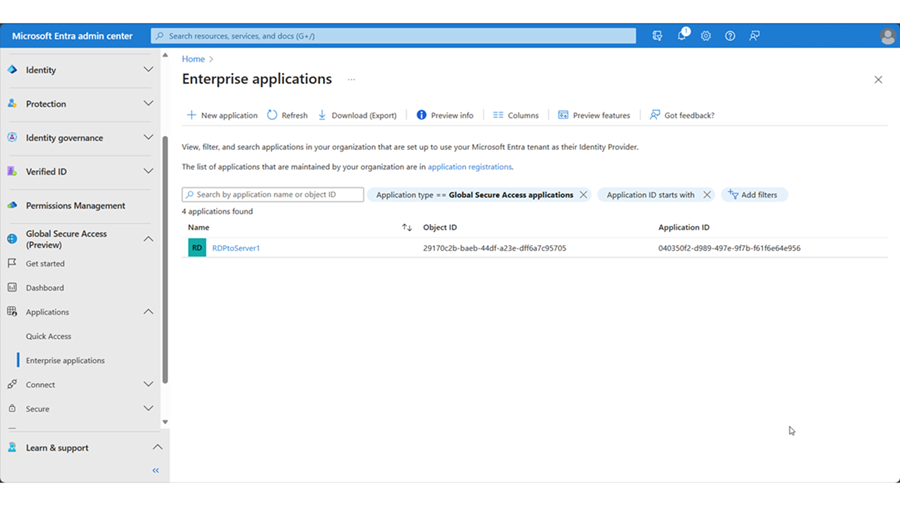 Microsoft Entra admin center
Search resources, services, and docs (G+/)
1
Identity
Protection
Identity governance
Verified ID
Permissions Management
Global Secure Access
(Preview)
Get started
Dashboard
Applications
Quick Access
Enterprise applications
Connect
Secure
Learn & support
«
Home >
Enterprise applications ...
New application Refresh Download (Export) Preview info Columns Preview features Got feedback?
View, filter, and search applications in your organization that are set up to use your Microsoft Entra tenant as their Identity Provider.
The list of applications that are maintained by your organization are in application registrations.
Search by application name or object ID Application type == Global Secure Access applications Application ID starts with Add filters
4 applications found
Name Object ID Application ID
RD RDPtoServer1 29170c2b-baeb-44df-a23e-dff6a7c95705 040350f2-d989-497e-9f7b-f61f6e64e956